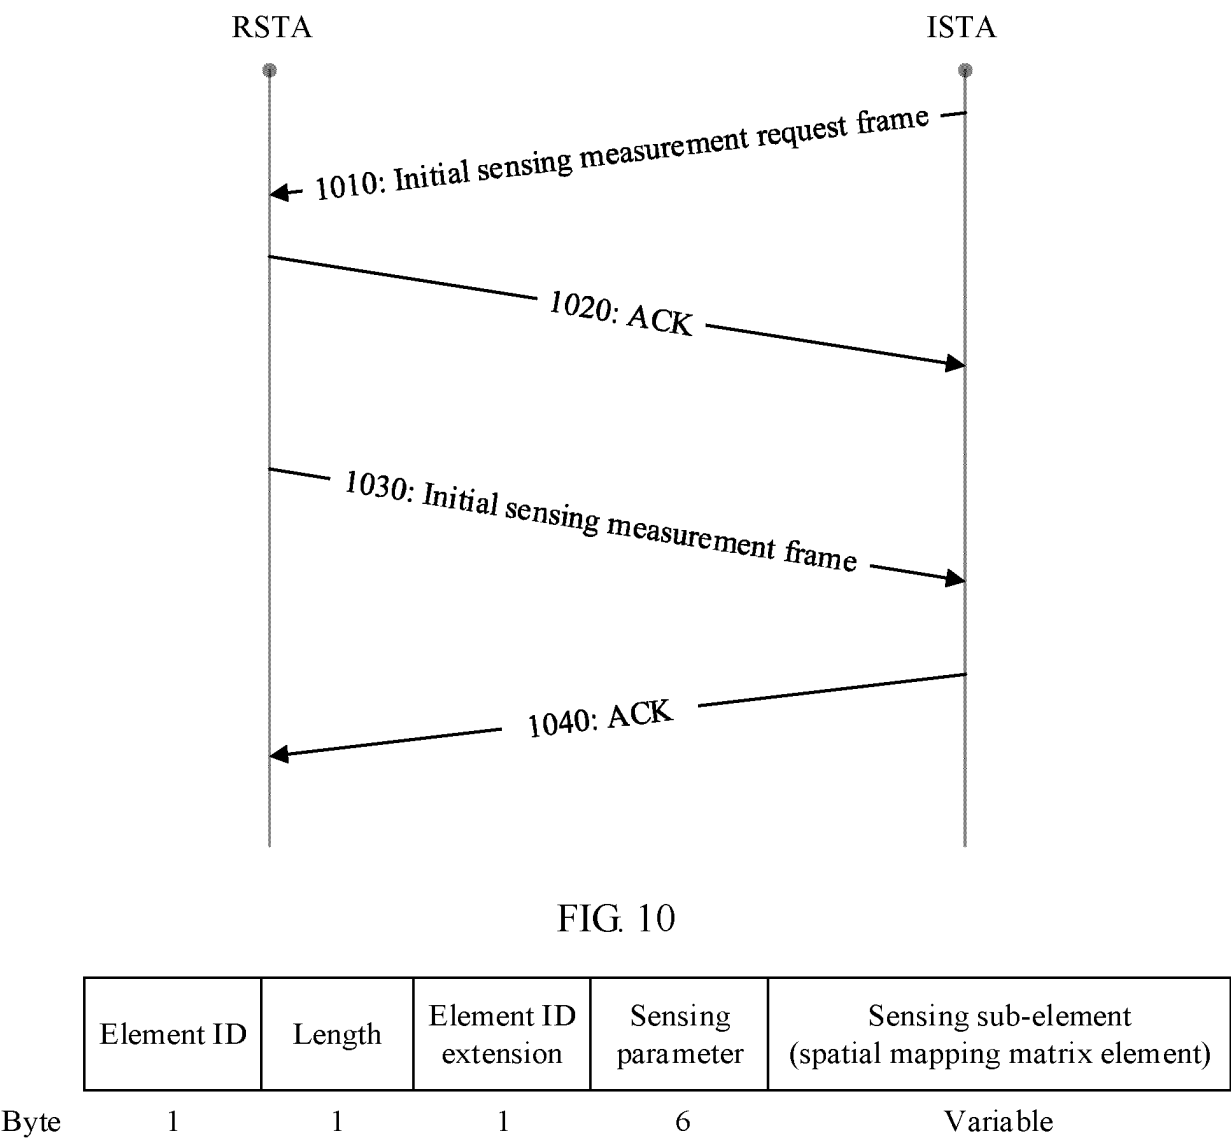 RSTA
ISTA
1010: Initial sensing measurement request frame
1020: ACK
1030: Initial sensing measurement frame
1040: ACK
FIG. 10
Element ID
Length
Element ID
extension
Sensing
parameter
Sensing sub-element
(spatial mapping matrix element)
Byte
1
1
1
6
Variable